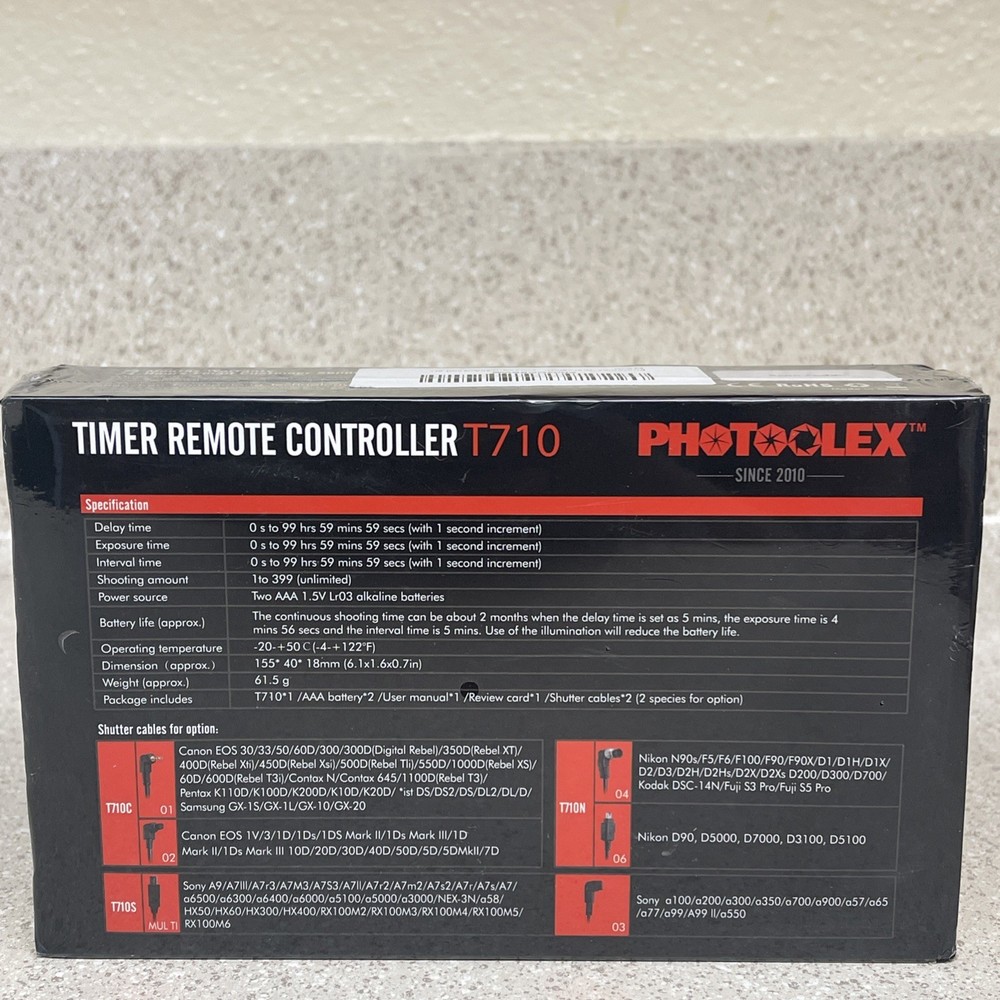 CE RoHS
TIMER REMOTE CONTROLLER T710
PHOTOOLEX™
SINCE 2010
Specification
Delay time 0 s to 99 hrs 59 mins 59 secs (with 1 second increment)
Exposure time 0 s to 99 hrs 59 mins 59 secs (with 1 second increment)
Interval time 0 s to 99 hrs 59 mins 59 secs (with 1 second increment)
Shooting amount 1to 399 (unlimited)
Power source Two AAA 1.5V Lr03 alkaline batteries
Battery life (approx.) The continuous shooting time can be about 2 months when the delay time is set as 5 mins, the exposure time is 4
mins 56 secs and the interval time is 5 mins. Use of the illumination will reduce the battery life.
Operating temperature -20-+50℃(-4-+122°F)
Dimension (approx.) 155* 40* 18mm (6.1x1.6x0.7in)
Weight (approx.) 61.5 g
Package includes T710*1 /AAA battery*2 /User manual*1 /Review card*1 /Shutter cables*2 (2 species for option)
Shutter cables for option:
T710C
01
Canon EOS 30/33/50/60D/300/300D(Digital Rebel)/350D(Rebel XT)/
400D(Rebel Xti)/450D(Rebel Xsi)/500D(Rebel Tli)/550D/1000D(Rebel XS)/
60D/600D(Rebel T3i)/Contax N/Contax 645/1100D(Rebel T3)/
Pentax K110D/K100D/K200D/K10D/K20D/ *ist DS/DS2/DS/DL2/DL/D/
Samsung GX-1S/GX-1L/GX-10/GX-20
02
Canon EOS 1V/3/1D/1Ds/1DS Mark II/1Ds Mark III/1D
Mark II/1Ds Mark III 10D/20D/30D/40D/50D/5D/5DMkII/7D
T710S
MULTI
Sony A9/A7III/A7r3/A7M3/A7S3/A7II/A7r2/A7m2/A7s2/A7r/A7s/A7/
a6500/a6300/a6400/a6000/a5100/a5000/a3000/NEX-3N/a58/
HX50/HX60/HX300/HX400/RX100M2/RX100M3/RX100M4/RX100M5/
RX100M6
T710N
04
Nikon N90s/F5/F6/F100/F90/F90X/D1/D1H/D1X/
D2/D3/D2H/D2Hs/D2X/D2Xs D200/D300/D700/
Kodak DSC-14N/Fuji S3 Pro/Fuji S5 Pro
06
Nikon D90, D5000, D7000, D3100, D5100
03
Sony a100/a200/a300/a350/a700/a900/a57/a65
/a77/a99/A99 II/a550